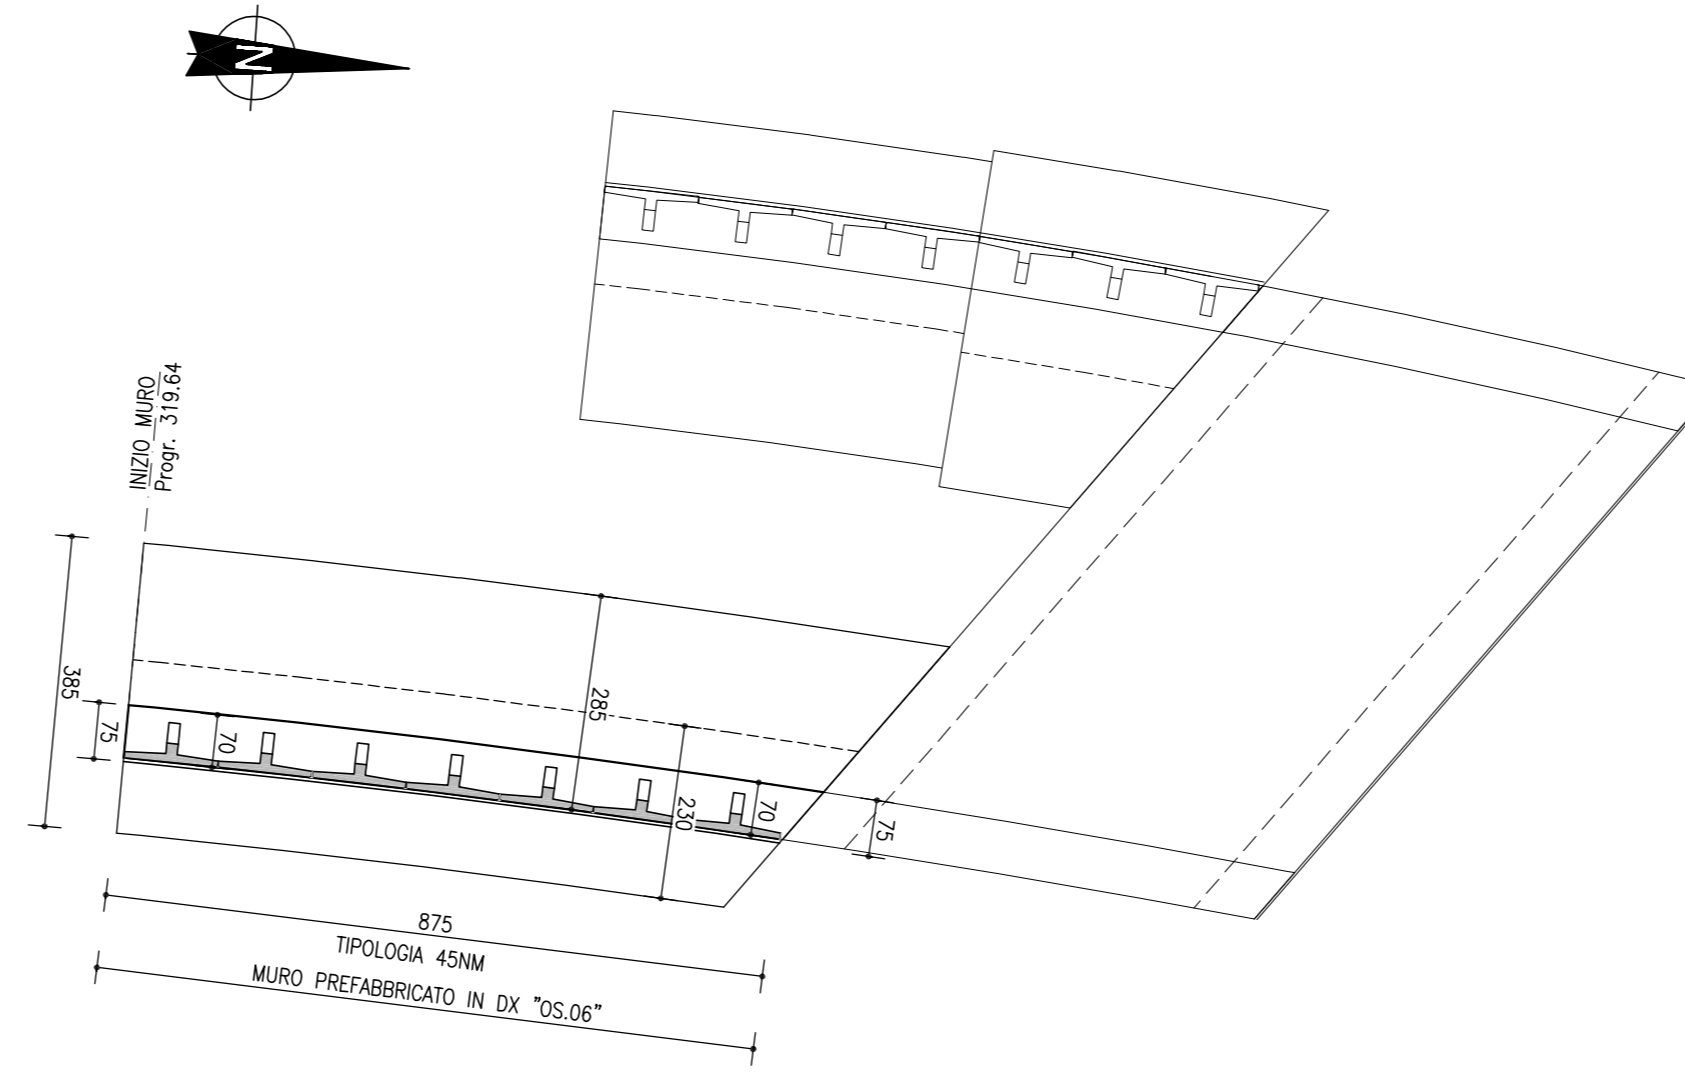 N
INIZIO MURO
Progr. 319.64
385
75
70
285
230
70
75
875
TIPOLOGIA 45NM
MURO PREFABBRICATO IN DX "OS.06"